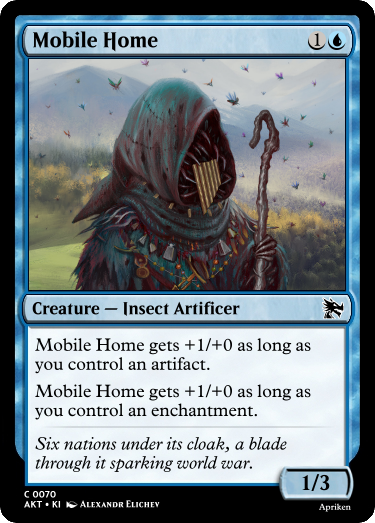 Mobile Home 1
Creature — Insect Artificer
Mobile Home gets +1/+0 as long as
you control an artifact.
Mobile Home gets +1/+0 as long as
you control an enchantment.
Six nations under its cloak, a blade
through it sparking world war.
1/3
C 0070
AKT • KI Alexandr Elichev
Apriken